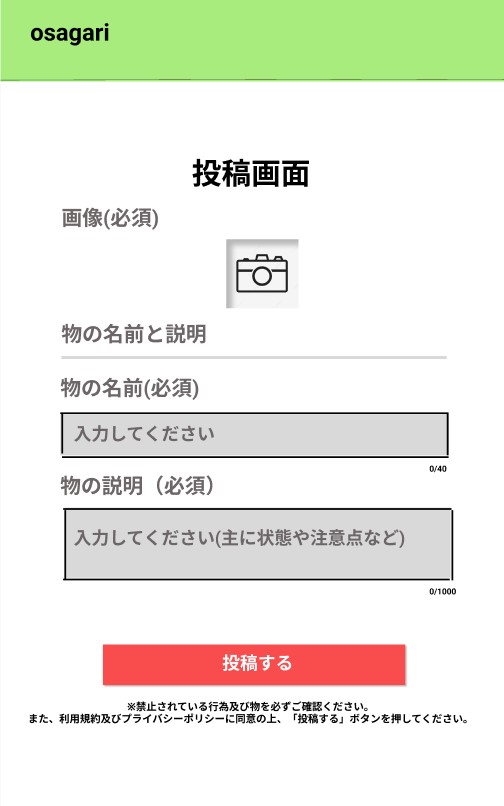 osagari
投稿画面
画像(必須)
物の名前と説明
物の名前(必須)
入力してください
0/40
物の説明（必須）
入力してください(主に状態や注意点など)
0/1000
投稿する
※禁止されている行為及び物を必ずご確認ください。
また、利用規約及びプライバシーポリシーに同意の上、「投稿する」ボタンを押してください。